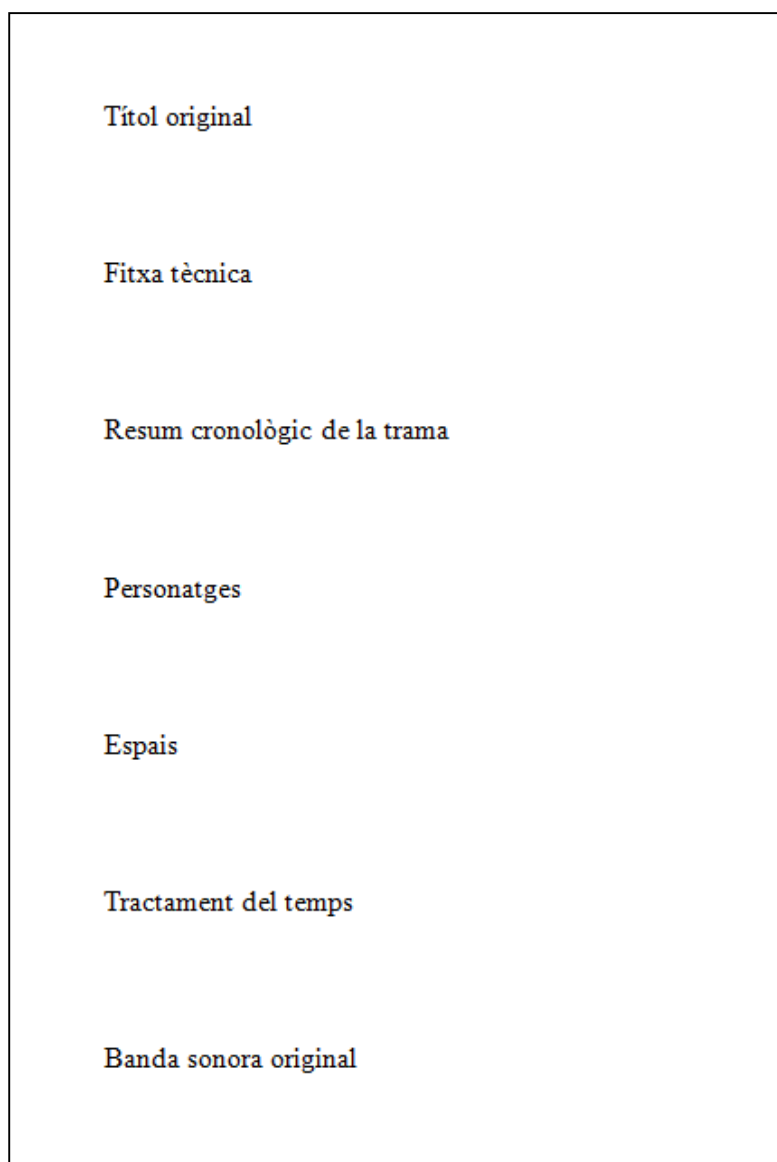 Títol original
Fitxa tècnica
Resum cronològic de la trama
Personatges
Espais
Tractament del temps
Banda sonora original